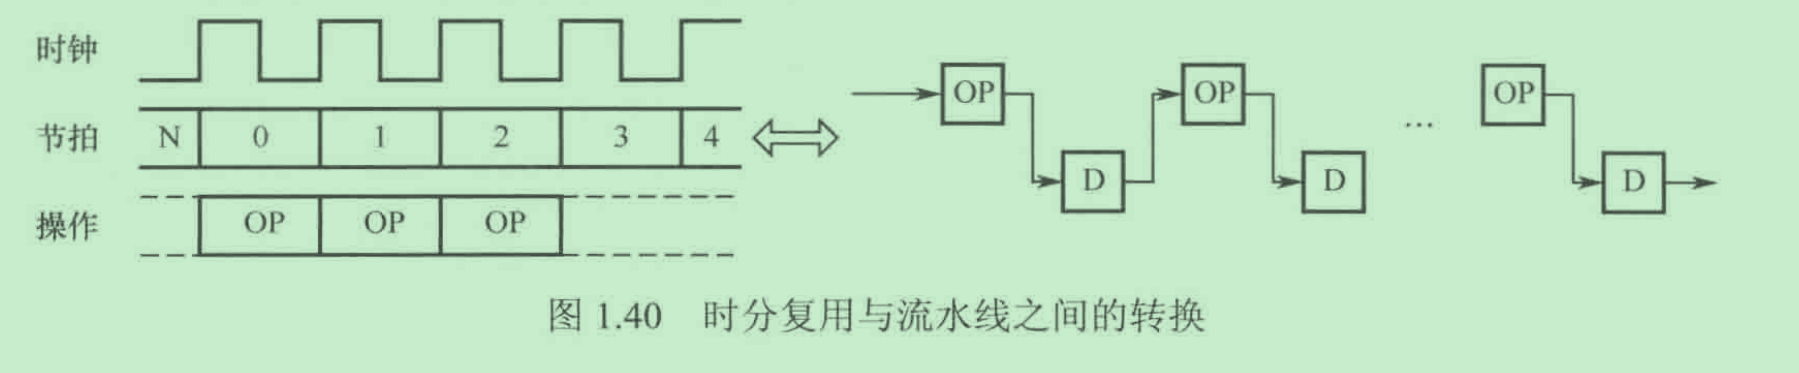 时钟
节拍 N 0 1 2 3 4
操作 OP OP OP
OP OP … OP
D D D
图 1.40 时分复用与流水线之间的转换